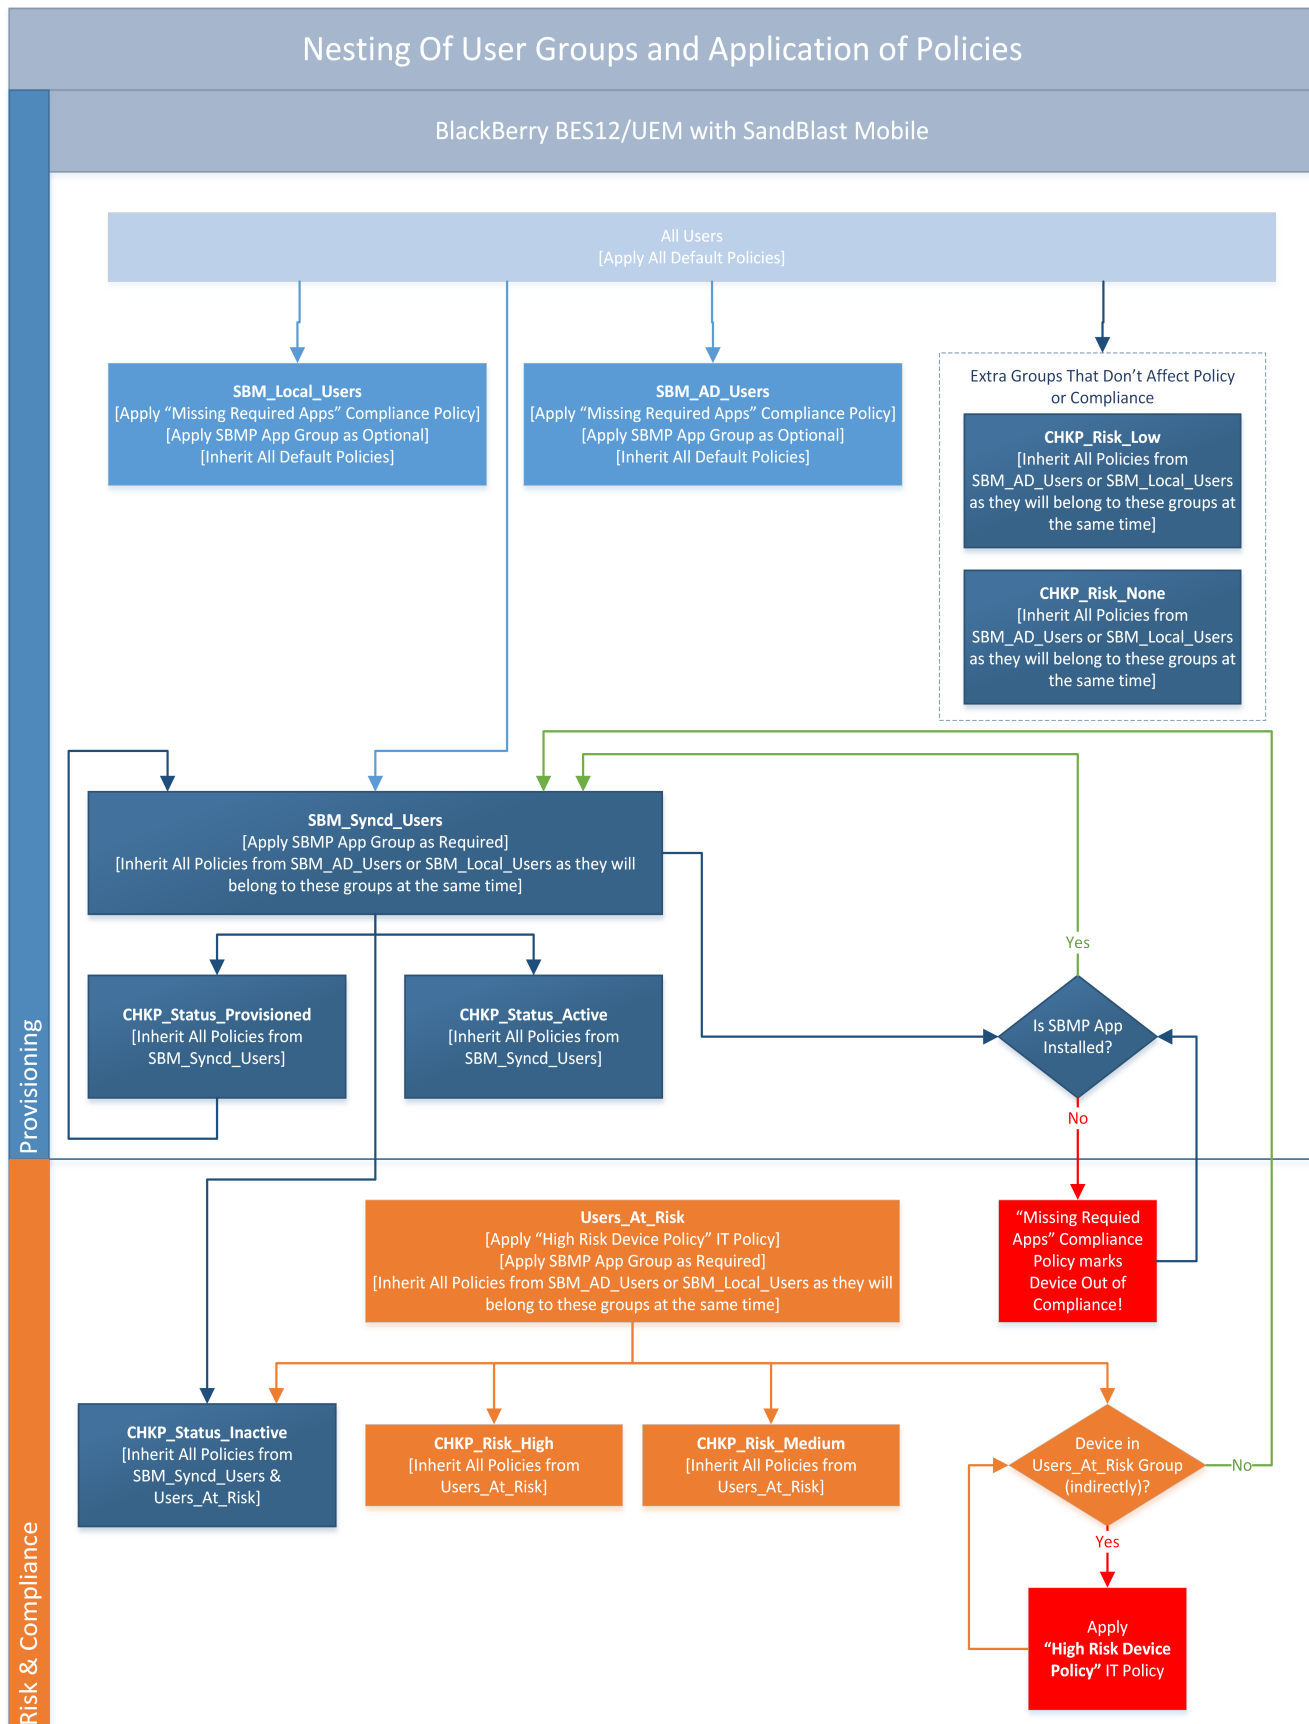 Nesting Of User Groups and Application of Policies
BlackBerry BES12/UEM with SandBlast Mobile
Provisioning
All Users
[Apply All Default Policies]
SBM_Local_Users
[Apply “Missing Required Apps” Compliance Policy]
[Apply SBMP App Group as Optional]
[Inherit All Default Policies]
SBM_AD_Users
[Apply “Missing Required Apps” Compliance Policy]
[Apply SBMP App Group as Optional]
[Inherit All Default Policies]
Extra Groups That Don’t Affect Policy
or Compliance
CHKP_Risk_Low
[Inherit All Policies from
SBM_AD_Users or SBM_Local_Users
as they will belong to these groups at
the same time]
CHKP_Risk_None
[Inherit All Policies from
SBM_AD_Users or SBM_Local_Users
as they will belong to these groups at
the same time]
SBM_Syncd_Users
[Apply SBMP App Group as Required]
[Inherit All Policies from SBM_AD_Users or SBM_Local_Users as they will
belong to these groups at the same time]
CHKP_Status_Provisioned
[Inherit All Policies from
SBM_Syncd_Users]
CHKP_Status_Active
[Inherit All Policies from
SBM_Syncd_Users]
Yes
Is SBMP App
Installed?
No
Risk & Compliance
“Missing Requied
Apps” Compliance
Policy marks
Device Out of
Compliance!
Users_At_Risk
[Apply “High Risk Device Policy” IT Policy]
[Apply SBMP App Group as Required]
[Inherit All Policies from SBM_AD_Users or SBM_Local_Users as they will
belong to these groups at the same time]
CHKP_Status_Inactive
[Inherit All Policies from
SBM_Syncd_Users &
Users_At_Risk]
CHKP_Risk_High
[Inherit All Policies from
Users_At_Risk]
CHKP_Risk_Medium
[Inherit All Policies from
Users_At_Risk]
Device in
Users_At_Risk Group
(indirectly)?
No
Yes
Apply
“High Risk Device
Policy” IT Policy